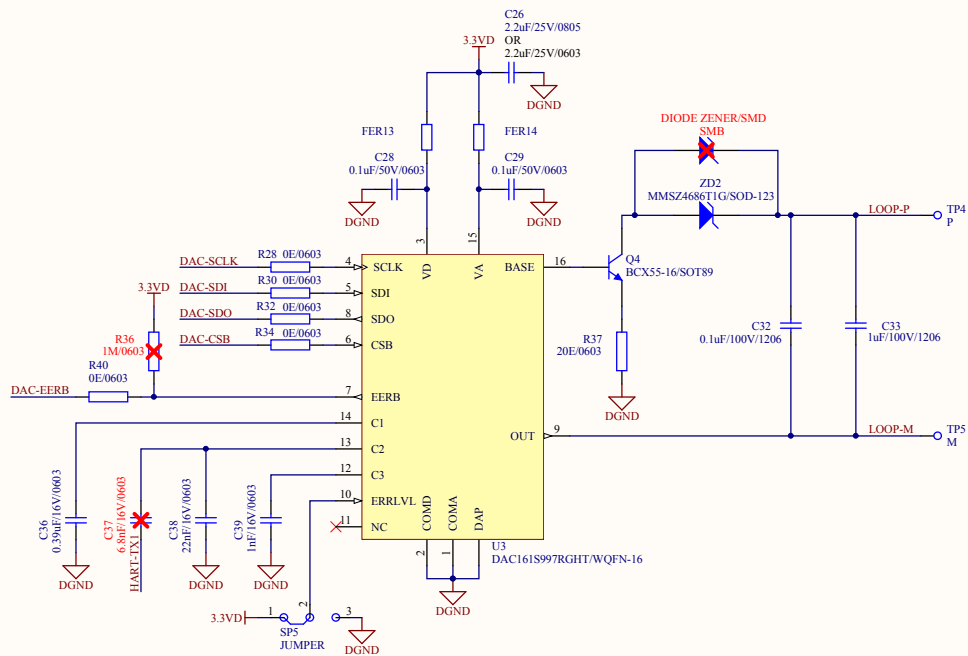 C26
2.2uF/25V/0805
OR
2.2uF/25V/0603
3.3VD
DGND
FER13
FER14
C28
0.1uF/50V/0603
C29
0.1uF/50V/0603
DGND
DGND
DIODE ZENER/SMD
SMB
ZD2
MMSZ4686T1G/SOD-123
LOOP-P
TP4
P
3
15
VD
VA
DAC-SCLK
R28 0E/0603
4
SCLK
BASE
16
Q4
BCX55-16/SOT89
3.3VD
DAC-SDI
R30 0E/0603
5
SDI
DAC-SDO
R32 0E/0603
8
SDO
DAC-CSB
R34 0E/0603
6
CSB
R36
1M/0603
R37
20E/0603
C32
0.1uF/100V/1206
C33
1uF/100V/1206
R40
0E/0603
DAC-EERB
7
EERB
DGND
14
C1
13
C2
OUT
9
LOOP-M
TP5
M
12
C3
10
ERRLVL
11
NC
C36
0.39uF/16V/0603
C37
6.8nF/16V/0603
HART-TX1
C38
22nF/16V/0603
C39
1nF/16V/0603
COMD
COMA
DAP
2
1
U3
DAC161S997RGHT/WQFN-16
DGND
DGND
DGND
DGND
3.3VD
1
2
3
SP5
JUMPER
DGND